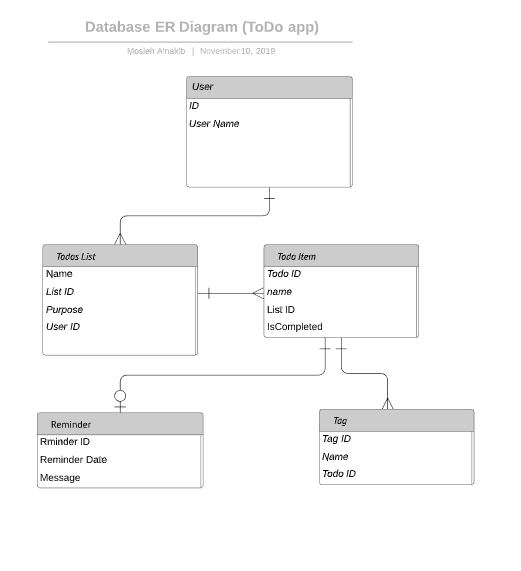 Database ER Diagram (ToDo app)
Mosleh Alnakib | November 10, 2019
User
ID
User Name
Todos List
Name
List ID
Purpose
User ID
Todo Item
Todo ID
name
List ID
IsCompleted
Reminder
Rminder ID
Reminder Date
Message
Tag
Tag ID
Name
Todo ID